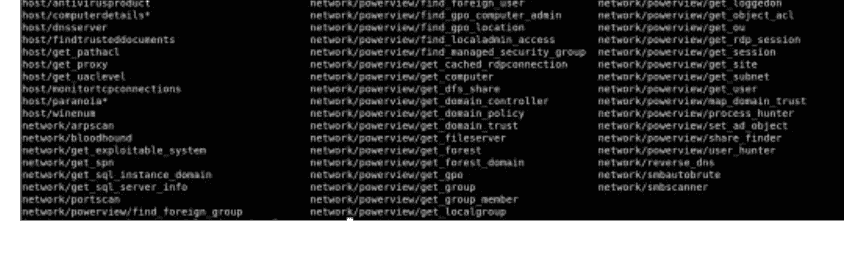 host/antivirusproduct network/powerview/find_foreign_user network/powerview/get_loggedon
host/computerdetails* network/powerview/find_gpo_computer_admin network/powerview/get_object_acl
host/dnsserver network/powerview/find_gpo_location network/powerview/get_ou
host/findtrusteddocuments network/powerview/find_localadmin_access network/powerview/get_rdp_session
host/get_pathacl network/powerview/find_managed_security_group network/powerview/get_session
host/get_proxy network/powerview/get_cached_rdpconnection network/powerview/get_site
host/get_uaclevel network/powerview/get_computer network/powerview/get_subnet
host/monitortcpconnections network/powerview/get_dfs_share network/powerview/get_user
host/paranoia* network/powerview/get_domain_controller network/powerview/map_domain_trust
host/winenum network/powerview/get_domain_policy network/powerview/process_hunter
network/arpscan network/powerview/get_domain_trust network/powerview/set_ad_object
network/bloodhound network/powerview/get_fileserver network/powerview/share_finder
network/get_exploitable_system network/powerview/get_forest network/powerview/user_hunter
network/get_spn network/powerview/get_forest_domain network/reverse_dns
network/get_sql_instance_domain network/powerview/get_gpo network/smbautobrute
network/get_sql_server_info network/powerview/get_group network/smbscanner
network/portscan network/powerview/get_group_member
network/powerview/find_foreign_group network/powerview/get_localgroup